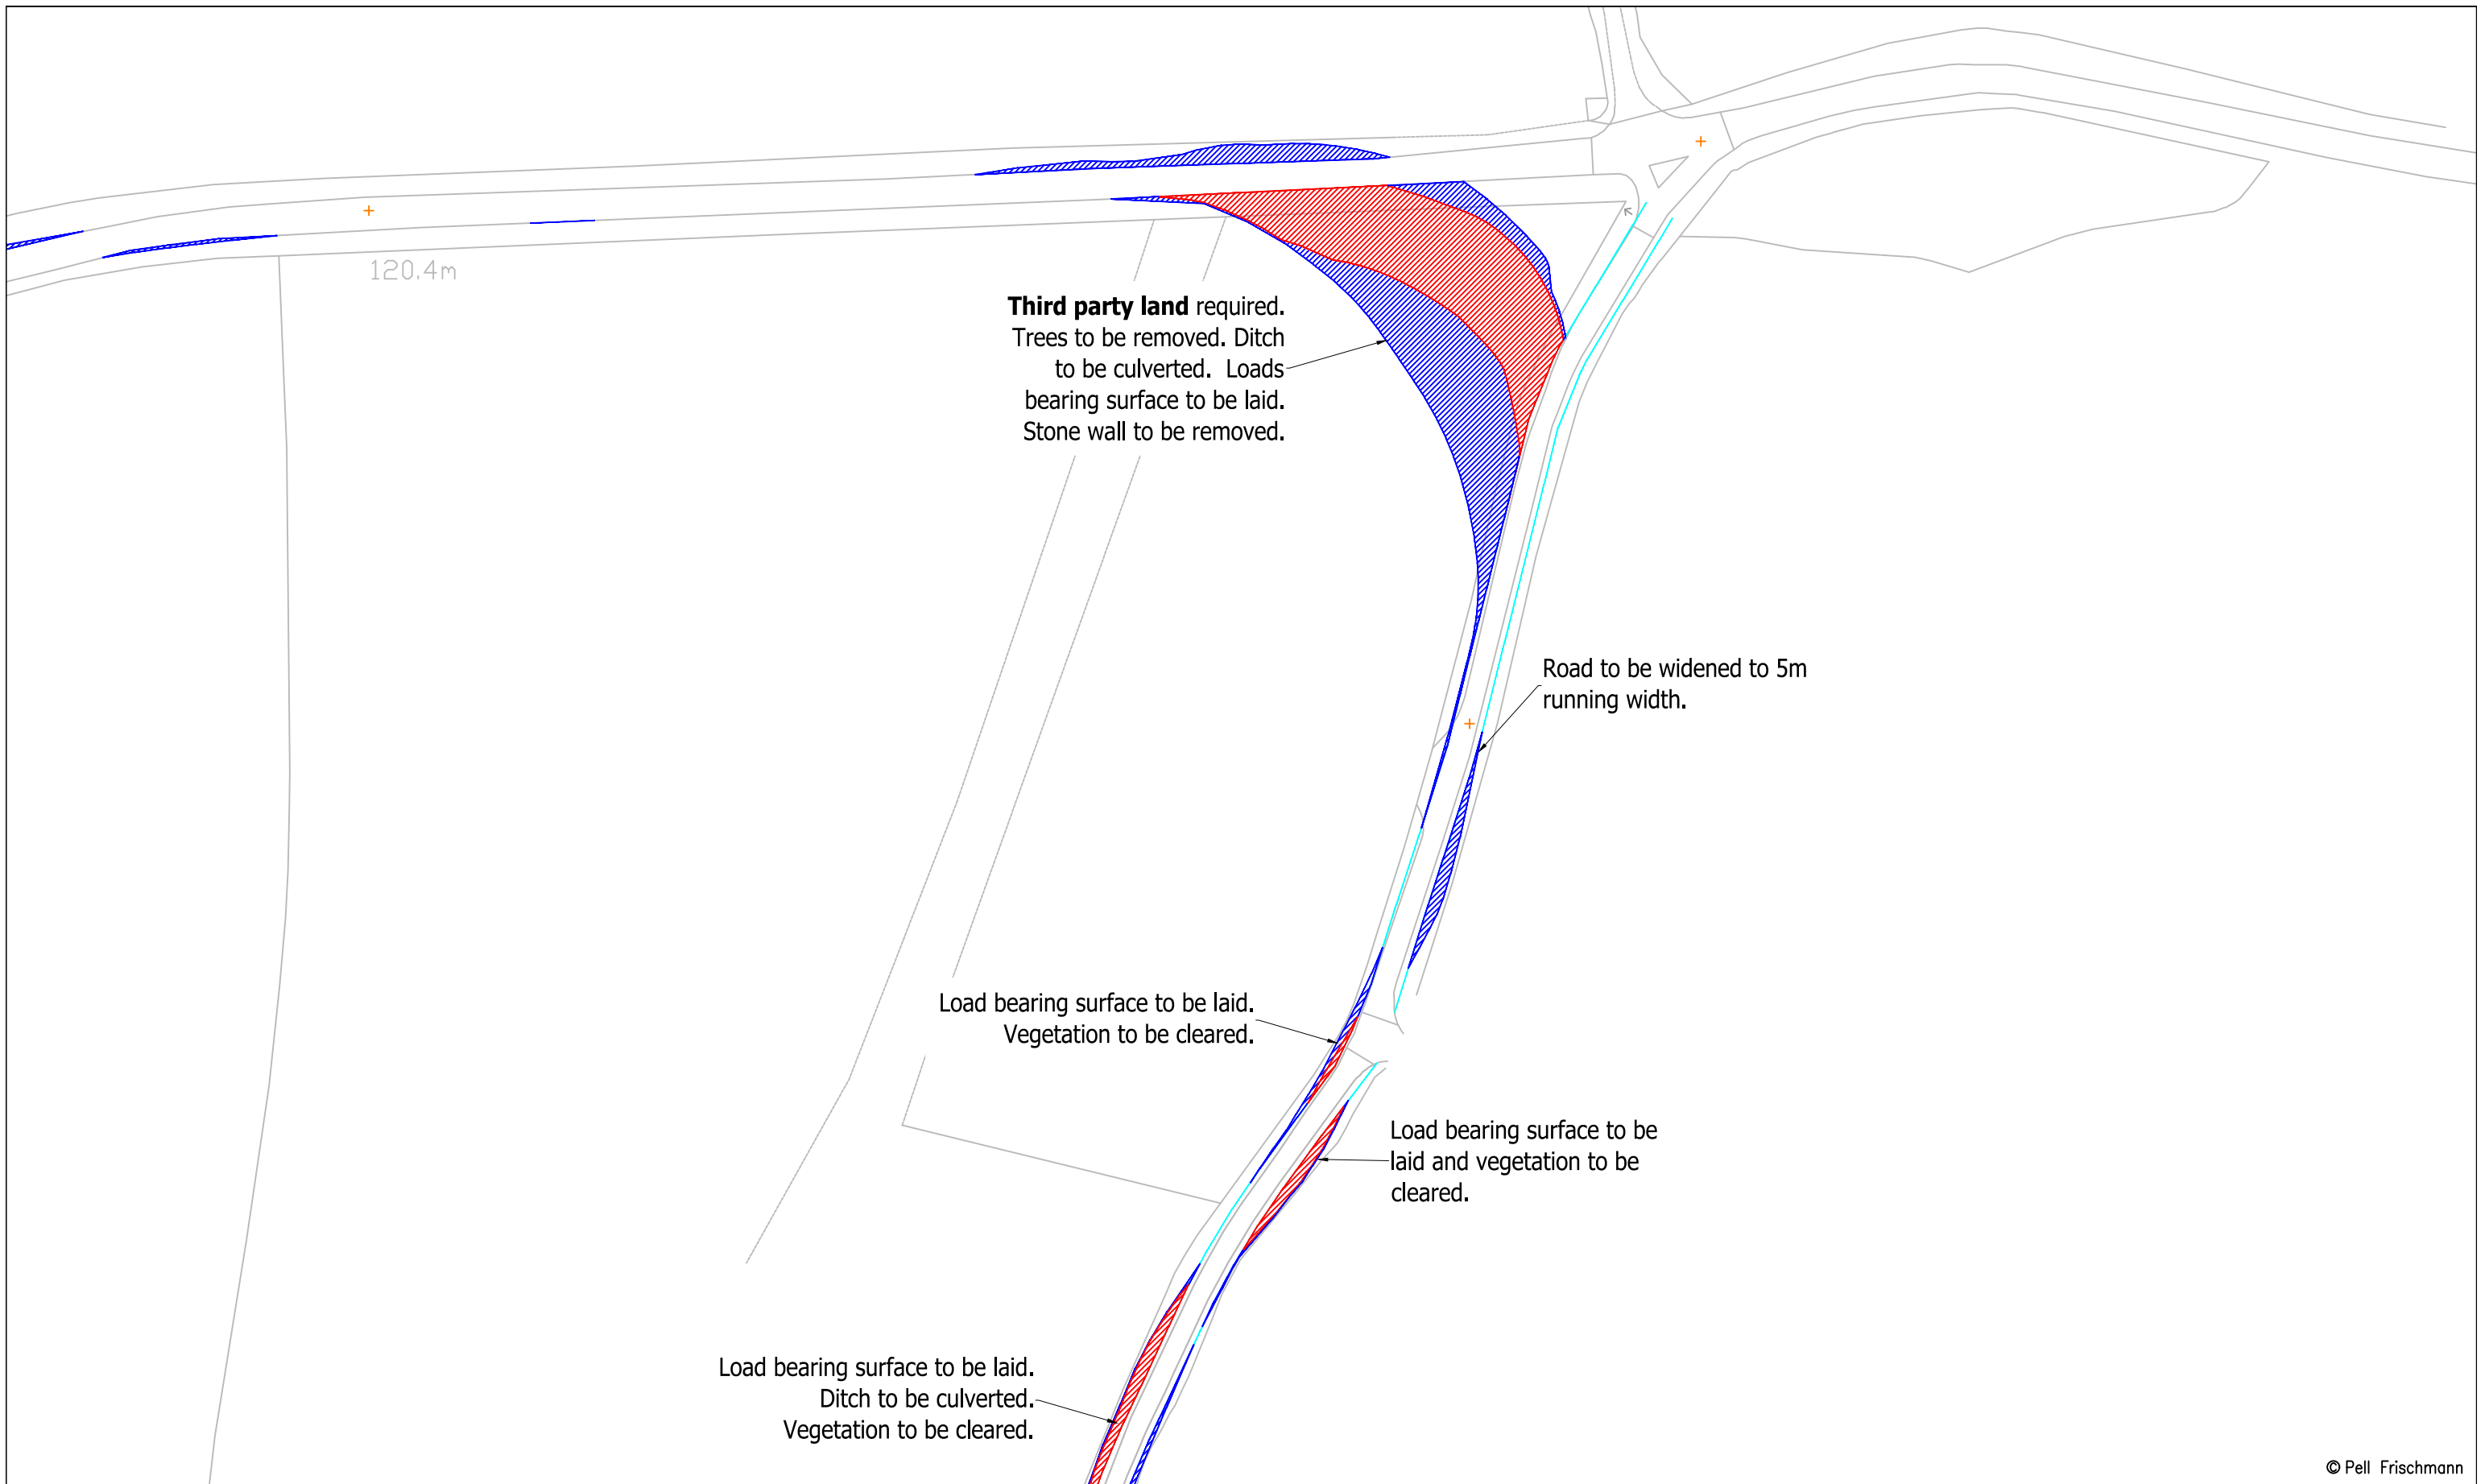 120.4m
Third party land required.
Trees to be removed. Ditch
to be culverted. Loads
bearing surface to be laid.
Stone wall to be removed.
Road to be widened to 5m
running width.
Load bearing surface to be laid.
Vegetation to be cleared.
Load bearing surface to be
laid and vegetation to be
cleared.
Load bearing surface to be laid.
Ditch to be culverted.
Vegetation to be cleared.
© Pell Frischmann